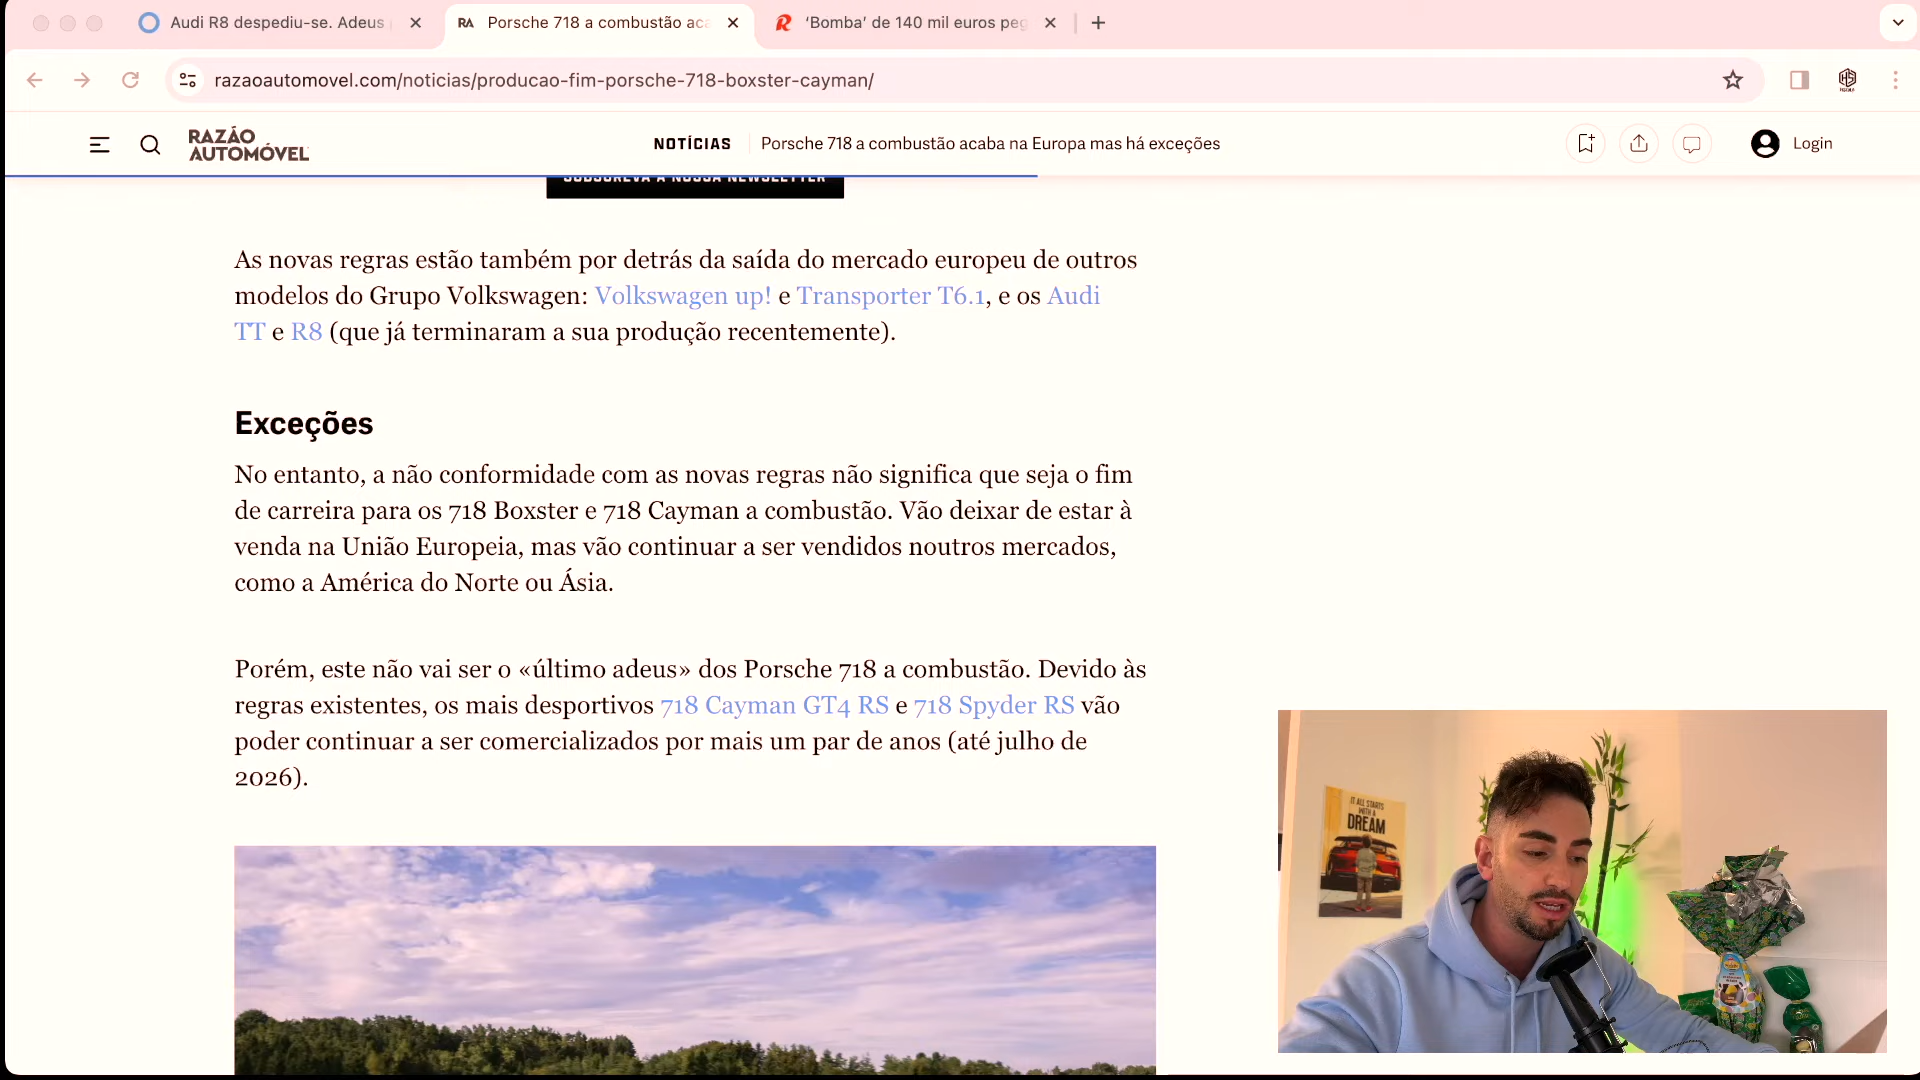 Audi R8 despediu-se. Adeus
Porsche 718 a combustão aca
‘Bomba’ de 140 mil euros peg
razaoautomovel.com/noticias/producao-fim-porsche-718-boxster-cayman/
RAZÃO
AUTOMÓVEL
NOTÍCIAS
Porsche 718 a combustão acaba na Europa mas há exceções
Login
SUBSCREVA A NOSSA NEWSLETTER
As novas regras estão também por detrás da saída do mercado europeu de outros
modelos do Grupo Volkswagen: Volkswagen up! e Transporter T6.1, e os Audi
TT e R8 (que já terminaram a sua produção recentemente).
Exceções
No entanto, a não conformidade com as novas regras não significa que seja o fim
de carreira para os 718 Boxster e 718 Cayman a combustão. Vão deixar de estar à
venda na União Europeia, mas vão continuar a ser vendidos noutros mercados,
como a América do Norte ou Ásia.
Porém, este não vai ser o «último adeus» dos Porsche 718 a combustão. Devido às
regras existentes, os mais desportivos 718 Cayman GT4 RS e 718 Spyder RS vão
poder continuar a ser comercializados por mais um par de anos (até julho de
2026).
IT ALL STARTS
WITH A
DREAM